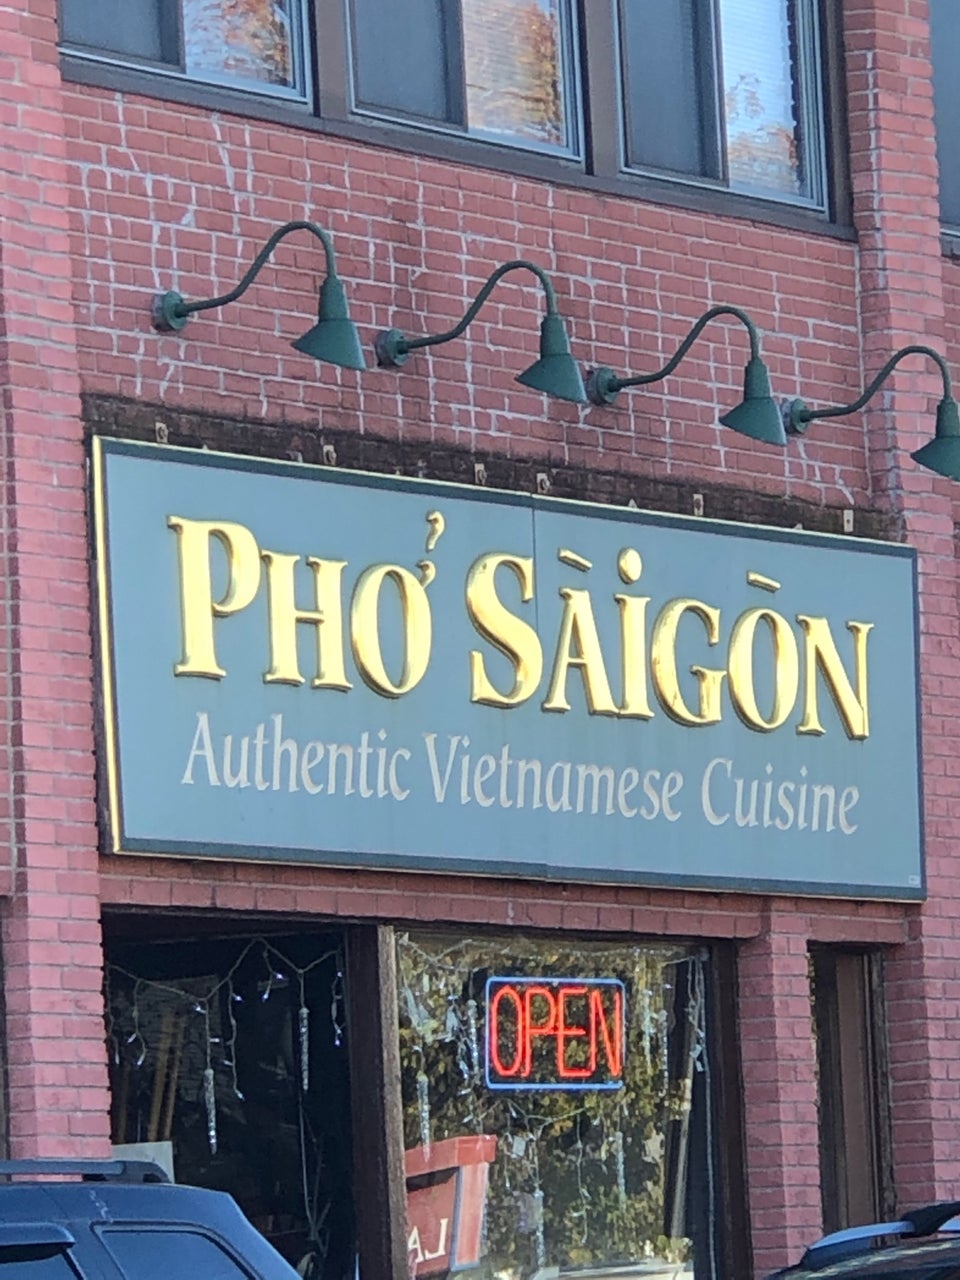 PHỞ SÀiGÒN
Authentic Vietnamese Cuisine
OPEN